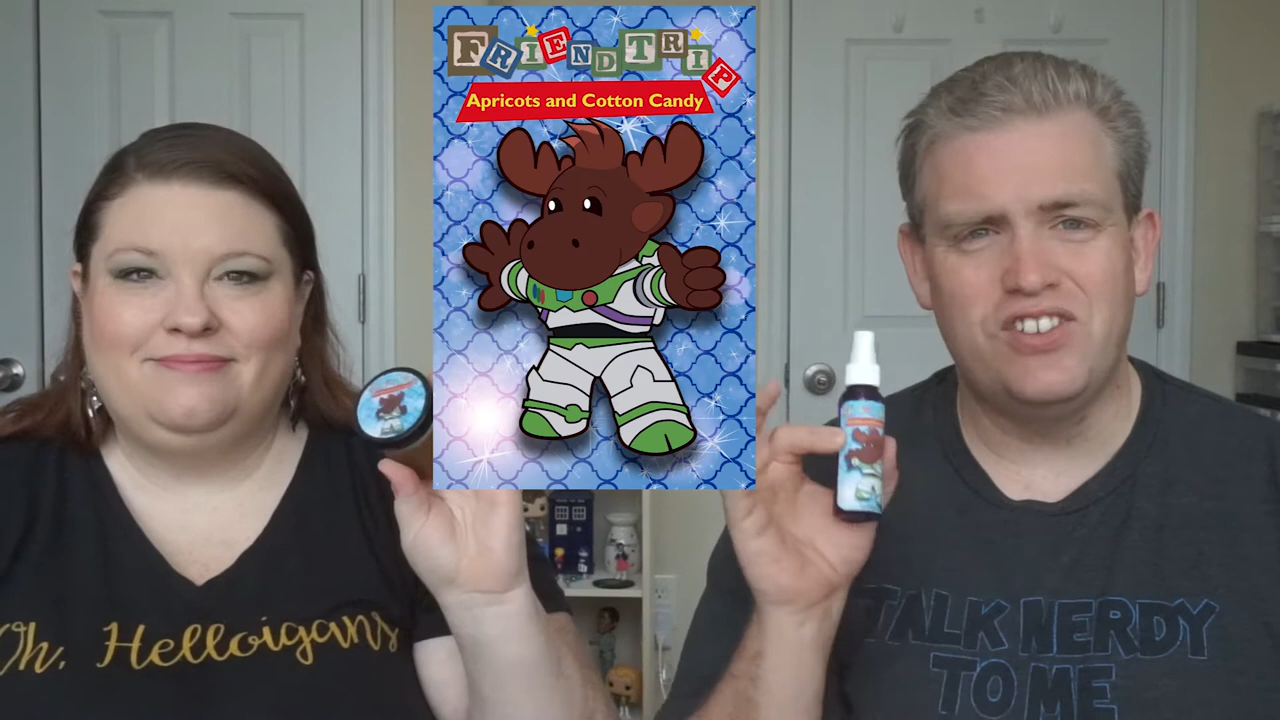 FRIENDTRIP
Apricots and Cotton Candy
Oh, Helloigans
TALK NERDY
TO ME